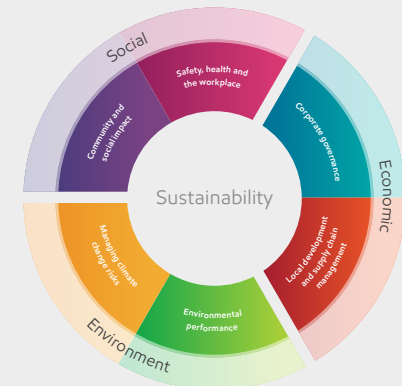 Social
Safety, health and
the workplace
Community and
social impact
Corporate governance
Economic
Sustainability
Local development
and supply chain
management
Managing climate
change risks
Environmental
performance
Environment